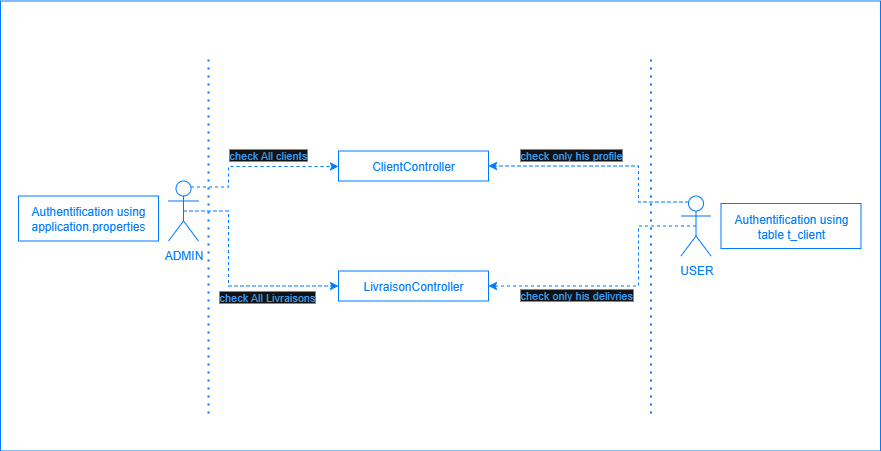 check All clients
check only his profile
ClientController
Authentification using
application.properties
ADMIN
Authentification using
table t_client
USER
LivraisonController
check All Livraisons
check only his delivries